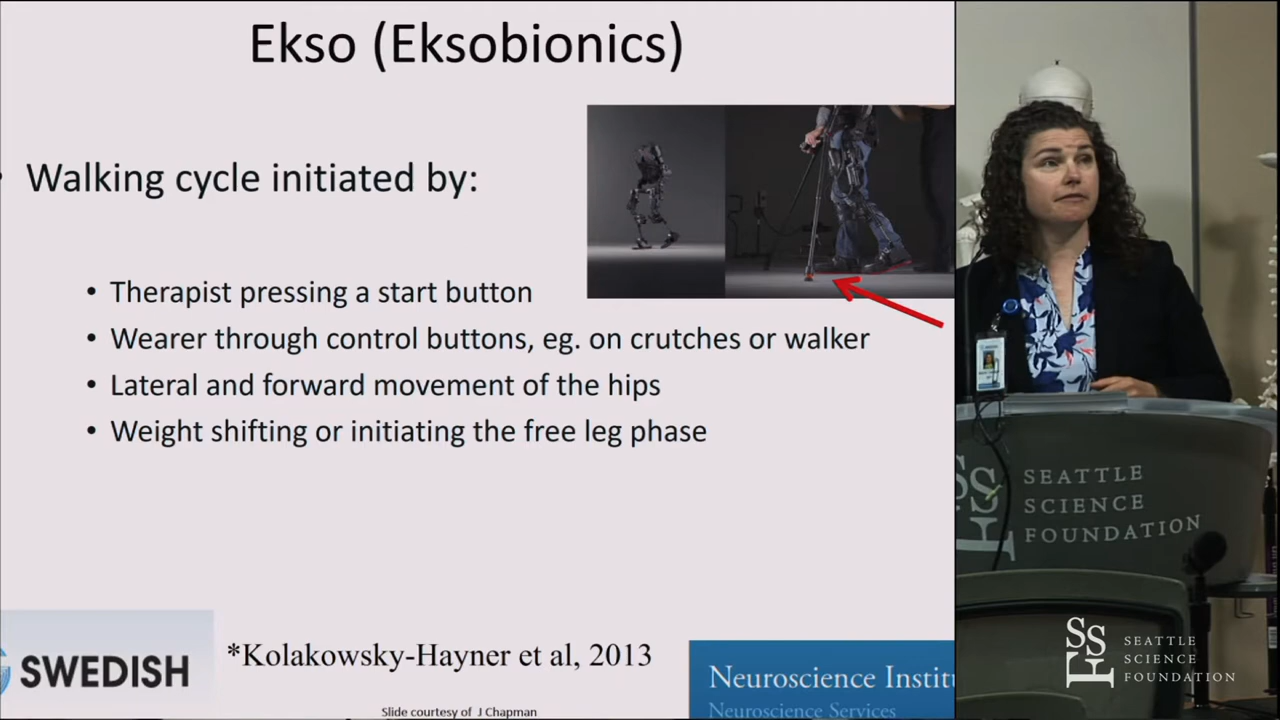 Ekso (Eksobionics)
Walking cycle initiated by:
• Therapist pressing a start button
• Wearer through control buttons, eg. on crutches or walker
• Lateral and forward movement of the hips
• Weight shifting or initiating the free leg phase
SWEDISH
*Kolakowsky-Hayner et al, 2013
Neuroscience Institu
Neuroscience Services
Slide courtesy of J Chapman
SSF
SEATTLE
SCIENCE
FOUNDATION
SSF
SEATTLE
SCIENCE
FOUNDATION